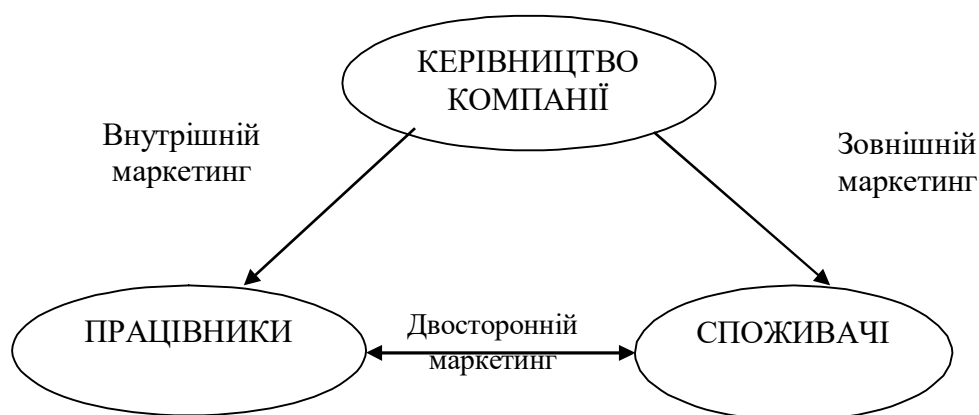 КЕРІВНИЦТВО
КОМПАНІЇ
Внутрішній
маркетинг
Зовнішній
маркетинг
ПРАЦІВНИКИ
Двосторонній
маркетинг
СПОЖИВАЧІ